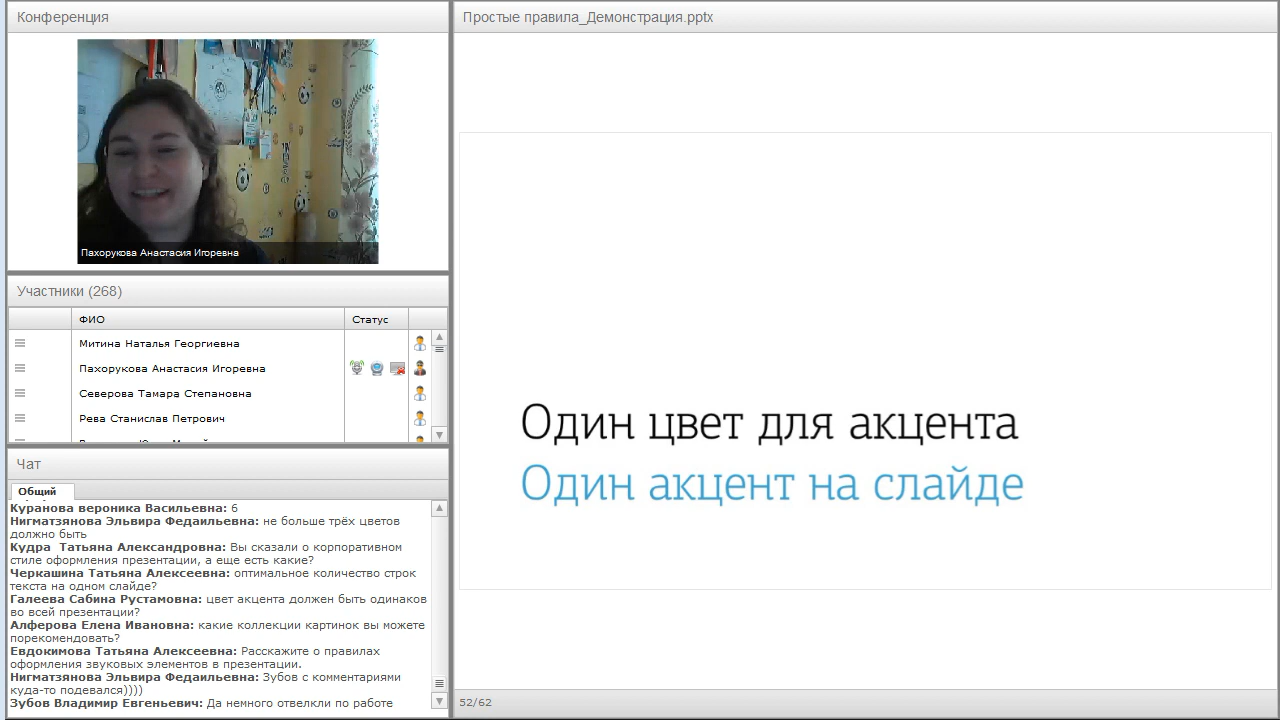 Конференция
Пахорукова Анастасия Игоревна
Участники (268)
ФИО
Статус
Митина Наталья Георгиевна
Пахорукова Анастасия Игоревна
Северова Тамара Степановна
Рева Станислав Петрович
Чат
Общий
Куранова вероника Васильевна: 6
Нигматзянова Эльвира Федаильевна: не больше трёх цветов
должно быть
Кудра Татьяна Александровна: Вы сказали о корпоративном
стиле оформления презентации, а еще есть какие?
Черкашина Татьяна Алексеевна: оптимальное количество строк
текста на одном слайде?
Галеева Сабина Рустамовна: цвет акцента должен быть одинаков
во всей презентации?
Алферова Елена Ивановна: какие коллекции картинок вы можете
порекомендовать?
Евдокимова Татьяна Алексеевна: Расскажите о правилах
оформления звуковых элементов в презентации.
Нигматзянова Эльвира Федаильевна: Зубов с комментариями
куда-то подевался))))
Зубов Владимир Евгеньевич: Да немного отвелкли по работе
Простые правила_Демонстрация.pptx
Один цвет для акцента
Один акцент на слайде
52/62